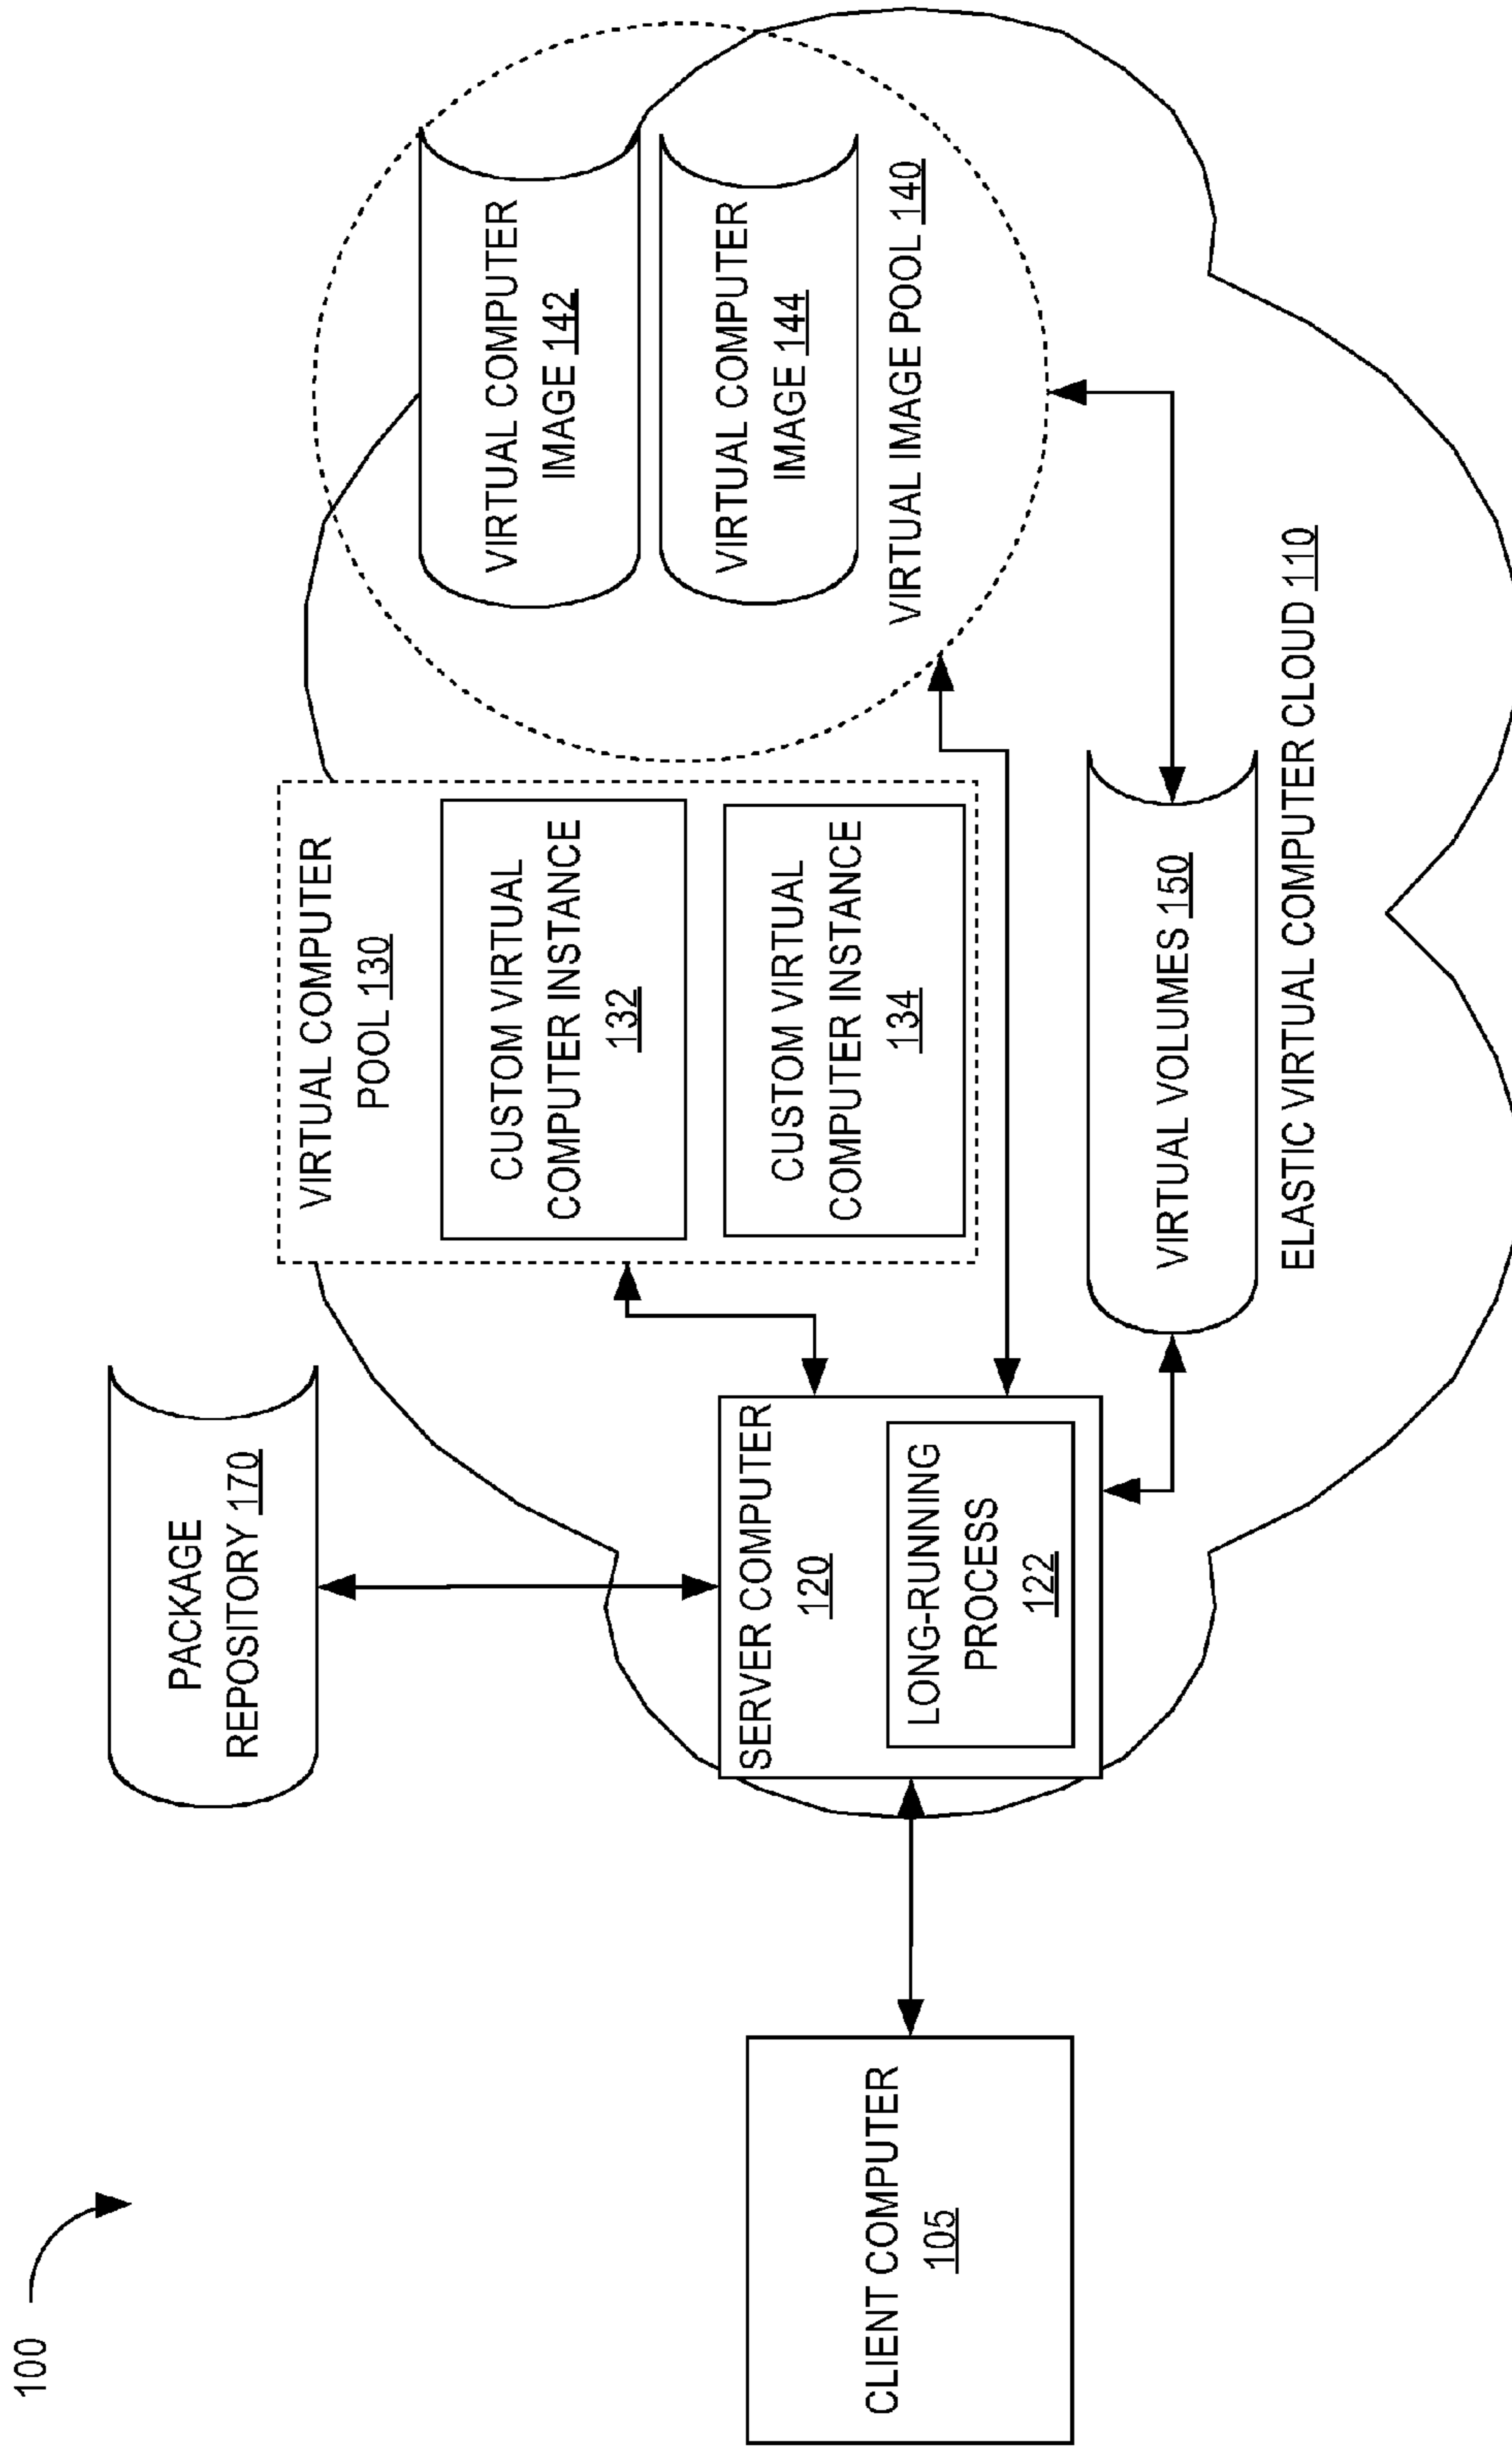 100
PACKAGE
REPOSITORY 170
CLIENT COMPUTER
105
SERVER COMPUTER
120
LONG-RUNNING
PROCESS
122
VIRTUAL COMPUTER
POOL 130
CUSTOM VIRTUAL
COMPUTER INSTANCE
132
CUSTOM VIRTUAL
COMPUTER INSTANCE
134
VIRTUAL COMPUTER
IMAGE 142
VIRTUAL COMPUTER
IMAGE 144
VIRTUAL IMAGE POOL 140
VIRTUAL VOLUMES 150
ELASTIC VIRTUAL COMPUTER CLOUD 110